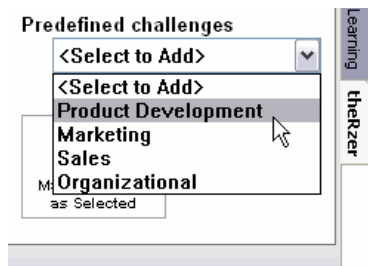 Predefined challenges
<Select to Add>
<Select to Add>
Product Development
Marketing
Sales
Organizational
as Selected
Learning
theRzer